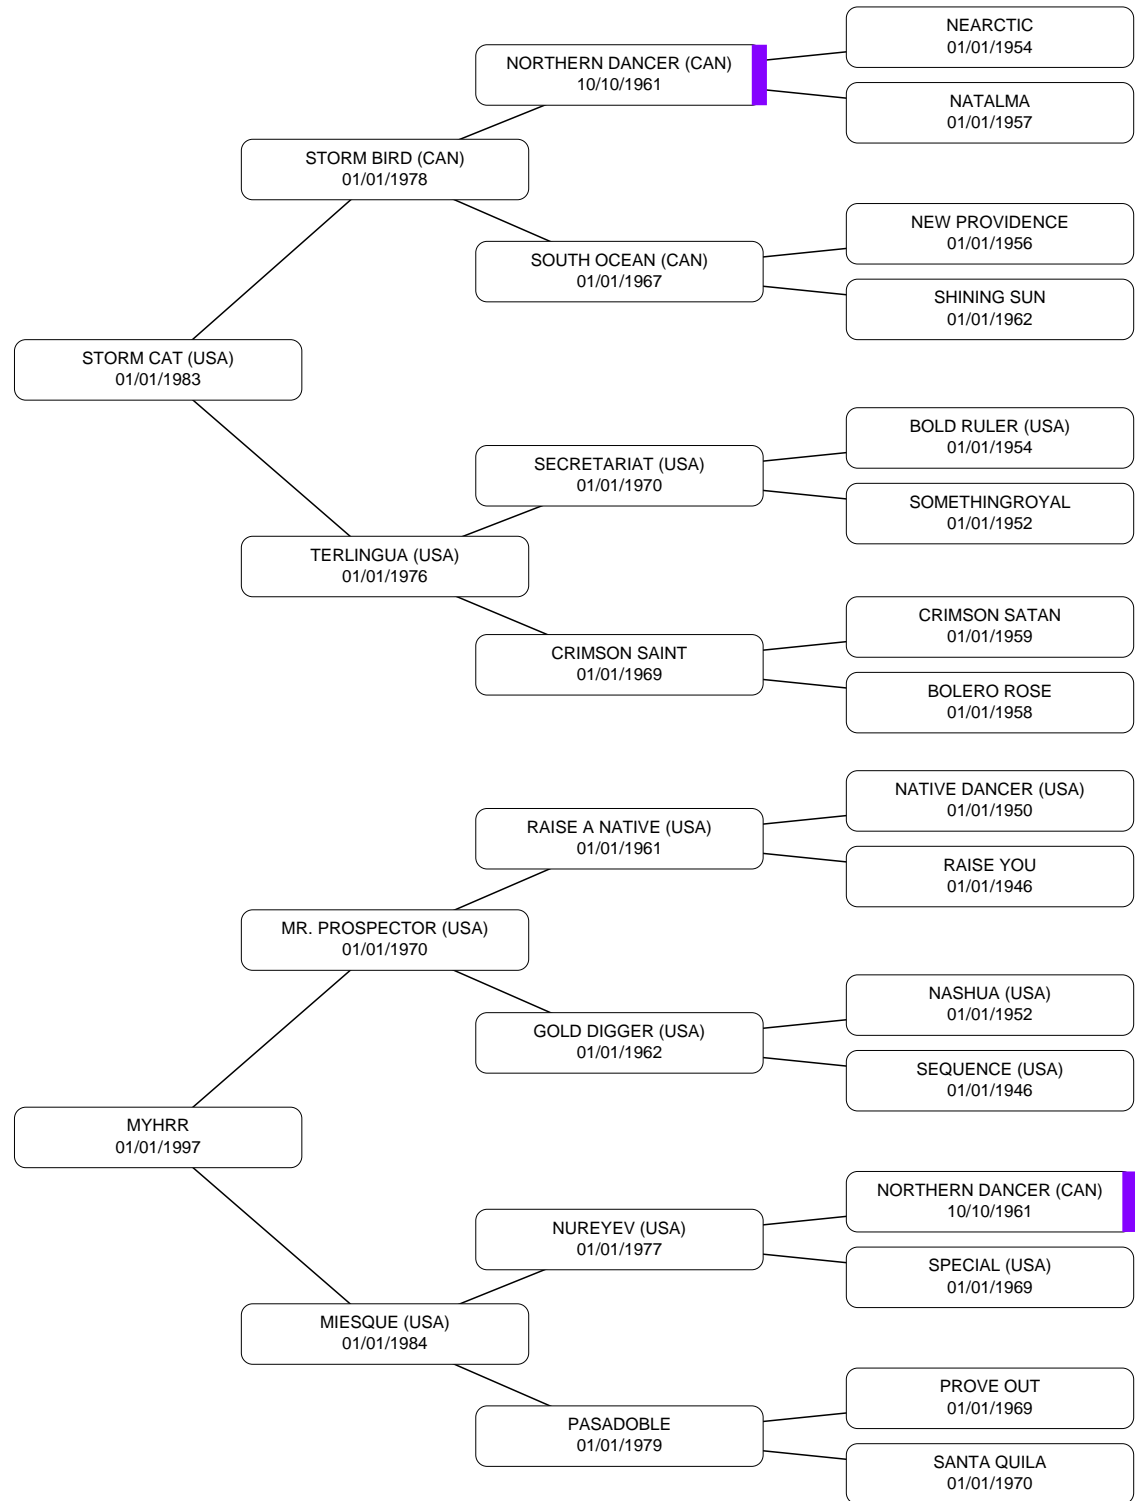 NEARCTIC
01/01/1954
NORTHERN DANCER (CAN)
10/10/1961
NATALMA
01/01/1957
STORM BIRD (CAN)
01/01/1978
NEW PROVIDENCE
01/01/1956
SOUTH OCEAN (CAN)
01/01/1967
SHINING SUN
01/01/1962
STORM CAT (USA)
01/01/1983
BOLD RULER (USA)
01/01/1954
SECRETARIAT (USA)
01/01/1970
SOMETHINGROYAL
01/01/1952
TERLINGUA (USA)
01/01/1976
CRIMSON SATAN
01/01/1959
CRIMSON SAINT
01/01/1969
BOLERO ROSE
01/01/1958
NATIVE DANCER (USA)
01/01/1950
RAISE A NATIVE (USA)
01/01/1961
RAISE YOU
01/01/1946
MR. PROSPECTOR (USA)
01/01/1970
NASHUA (USA)
01/01/1952
GOLD DIGGER (USA)
01/01/1962
SEQUENCE (USA)
01/01/1946
MYHRR
01/01/1997
NORTHERN DANCER (CAN)
10/10/1961
NUREYEV (USA)
01/01/1977
SPECIAL (USA)
01/01/1969
MIESQUE (USA)
01/01/1984
PROVE OUT
01/01/1969
PASADOBLE
01/01/1979
SANTA QUILA
01/01/1970